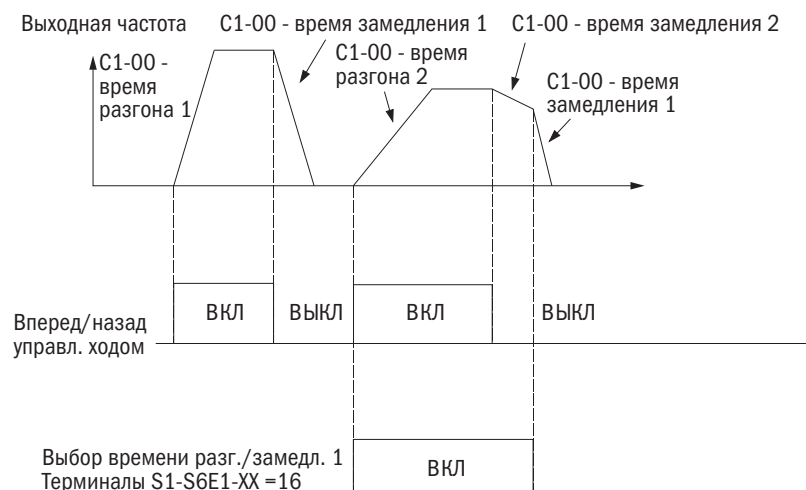 Выходная частота
C1-00 - время замедления 1
C1-00 - время замедления 2
C1-00 -
время
разгона 1
C1-00 - время
разгона 2
C1-00 - время
замедления 1
Вперед/назад
управл. ходом
ВКЛ
ВЫКЛ
ВКЛ
ВЫКЛ
Выбор времени разг./замедл. 1
Терминалы S1-S6E1-XX =16
ВКЛ